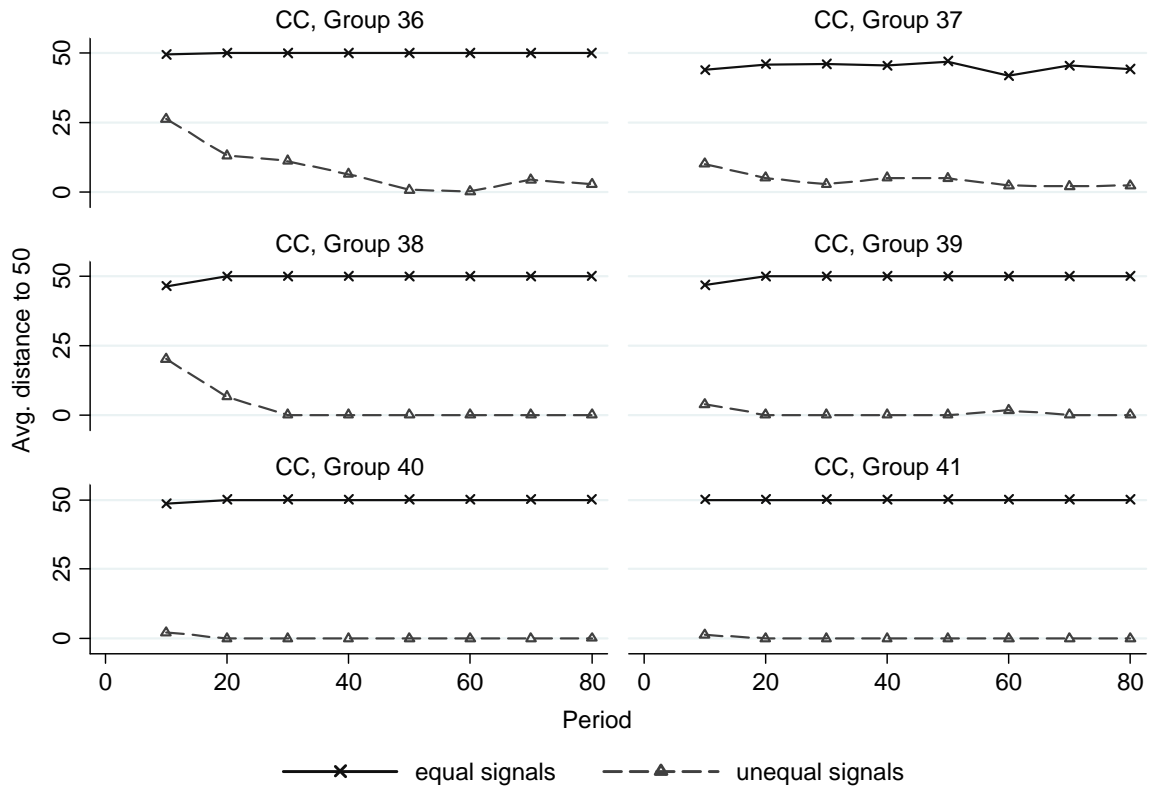 CC, Group 36
CC, Group 37
50
25
0
CC, Group 38
CC, Group 39
50
25
0
CC, Group 40
CC, Group 41
50
25
0
Avg. distance to 50
0 20 40 60 80
0 20 40 60 80
Period
equal signals
unequal signals